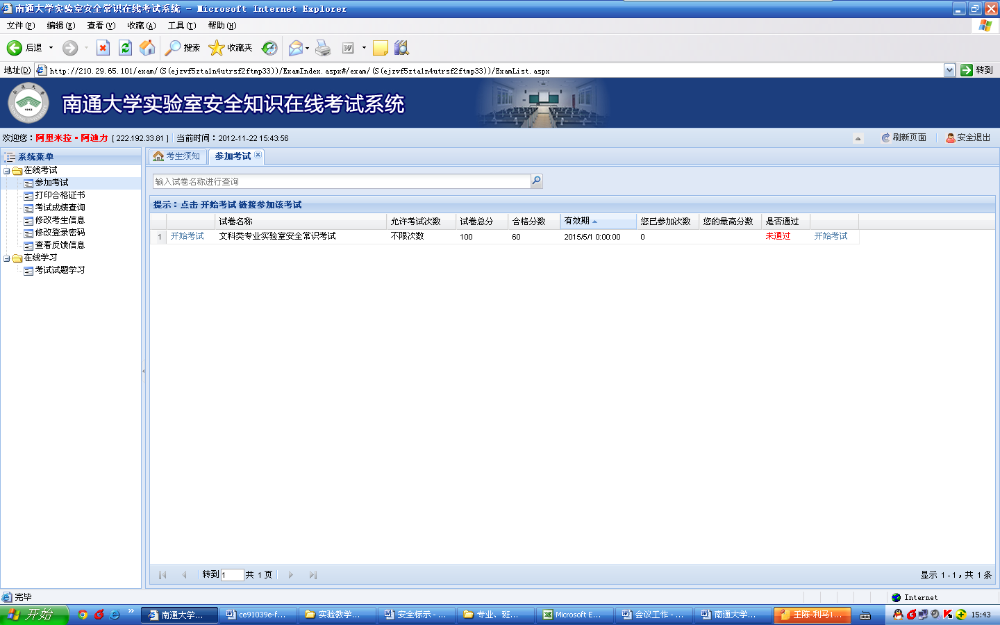 南通大学实验室安全常识在线考试系统 - Microsoft Internet Explorer
文件(F) 编辑(E) 查看(V) 收藏(A) 工具(T) 帮助(H)
后退 搜索 收藏夹
地址(D) http://210.29.65.101/exam/(S(ejzvf5zta1n4utrsf2ftmp33))/ExamIndex.aspx#/exam/(S(ejzvf5zta1n4utrsf2ftmp33))/ExamList.aspx 转到
南通大学实验室安全知识在线考试系统
欢迎您：阿里米拉·阿迪力 [ 222.192.33.81 ] 当前时间：2012-11-22 15:43:56 刷新页面 安全退出
系统菜单
在线考试
参加考试
打印合格证书
考试成绩查询
修改考生信息
修改登录密码
查看反馈信息
在线学习
考试试题学习
考生须知 参加考试
输入试卷名称进行查询
提示：点击 开始考试 链接参加该考试
试卷名称 允许考试次数 试卷总分 合格分数 有效期 您已参加次数 您的最高分数 是否通过
1 开始考试 文科类专业实验室安全常识考试 不限次数 100 60 2015/5/1 0:00:00 0 未通过 开始考试
转到 1 共 1 页 显示 1 - 1，共 1 条
完毕 Internet
开始 南通大学... ce91039e-f... 实验教学... 安全标示 - ... 专业、班... Microsoft E... 会议工作 - ... 南通大学... 王陈-利马1... 15:43